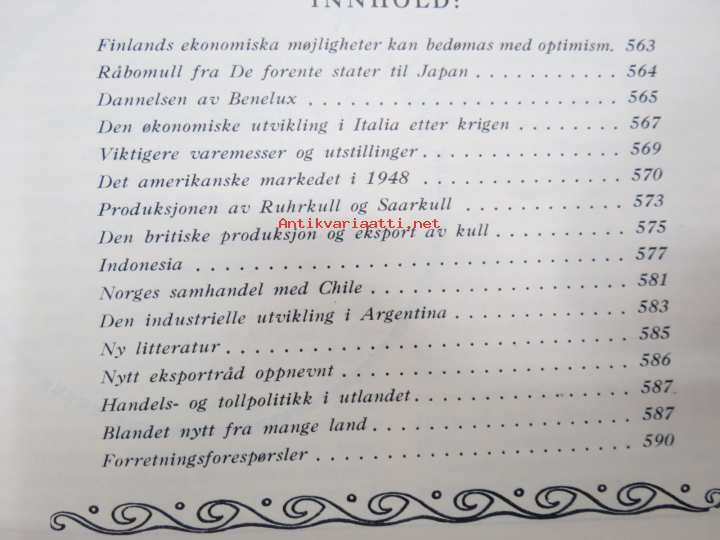 INNHOLD:
Finlands ekonomiska møjligheter kan bedømas med optimism. 563
Råbomull fra De forente stater til Japan . . . . . . . . . . . . 564
Dannelsen av Benelux . . . . . . . . . . . . . . . . . . . . . . . 565
Den økonomiske utvikling i Italia etter krigen . . . . . . . . . 567
Viktigere varemesser og utstillinger . . . . . . . . . . . . . . . 569
Det amerikanske markedet i 1948 . . . . . . . . . . . . . . . 570
Produksjonen av Ruhrkull og Saarkull . . . . . . . . . . . . . 573
Antikvariaatti.net
Den britiske produksjon og eksport av kull . . . . . . . . . . 575
Indonesia . . . . . . . . . . . . . . . . . . . . . . . . . . . . . . 577
Norges samhandel med Chile . . . . . . . . . . . . . . . . . . 581
Den industrielle utvikling i Argentina . . . . . . . . . . . . . 583
Ny litteratur . . . . . . . . . . . . . . . . . . . . . . . . . . . . 585
Nytt eksportråd oppnevnt . . . . . . . . . . . . . . . . . . . . 586
Handels- og tollpolitikk i utlandet . . . . . . . . . . . . . . . 587
Blandet nytt fra mange land . . . . . . . . . . . . . . . . . . . 587
Forretningsforespørsler . . . . . . . . . . . . . . . . . . . . . . 590